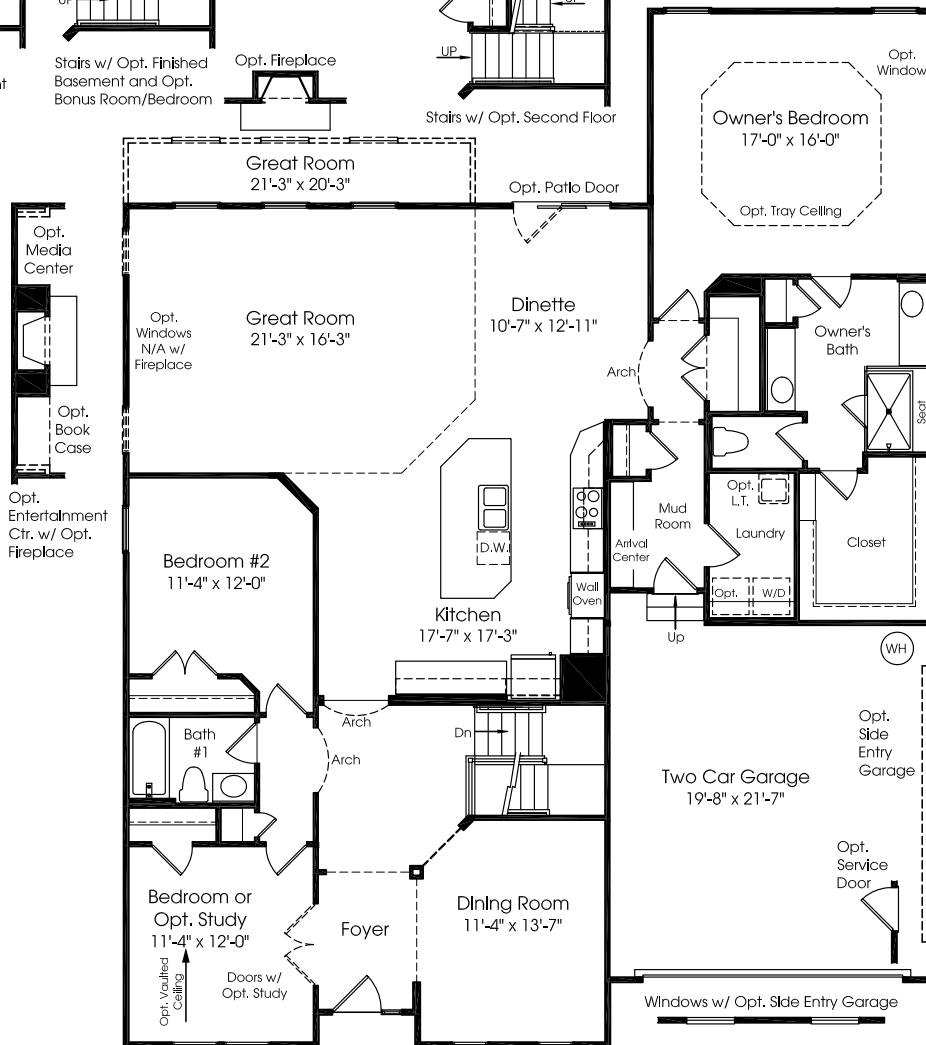 UP
Stairs w/ Opt. Finished
Basement and Opt.
Bonus Room/Bedroom
Opt. Fireplace
UP
Stairs w/ Opt. Second Floor
Opt.
Window
Owner's Bedroom
17'-0" x 16'-0"
Opt. Tray Ceiling
Great Room
21'-3" x 20'-3"
Opt. Patio Door
Opt.
Media
Center
Opt.
Book
Case
Opt.
Entertainment
Ctr. w/ Opt.
Fireplace
Opt.
Windows
N/A w/
Fireplace
Great Room
21'-3" x 16'-3"
Dinette
10'-7" x 12'-11"
Arch
Owner's
Bath
Seat
Opt.
L.T.
Laundry
Opt.
W/D
Mud
Room
Arrival
Center
Closet
Up
D.W.
Wall
Oven
Kitchen
17'-7" x 17'-3"
Bedroom #2
11'-4" x 12'-0"
Bath
#1
Arch
Arch
Dn
WH
Opt.
Side
Entry
Garage
Two Car Garage
19'-8" x 21'-7"
Opt.
Service
Door
Bedroom or
Opt. Study
11'-4" x 12'-0"
Opt. Vaulted
Ceiling
Doors w/
Opt. Study
Foyer
Dining Room
11'-4" x 13'-7"
Windows w/ Opt. Side Entry Garage